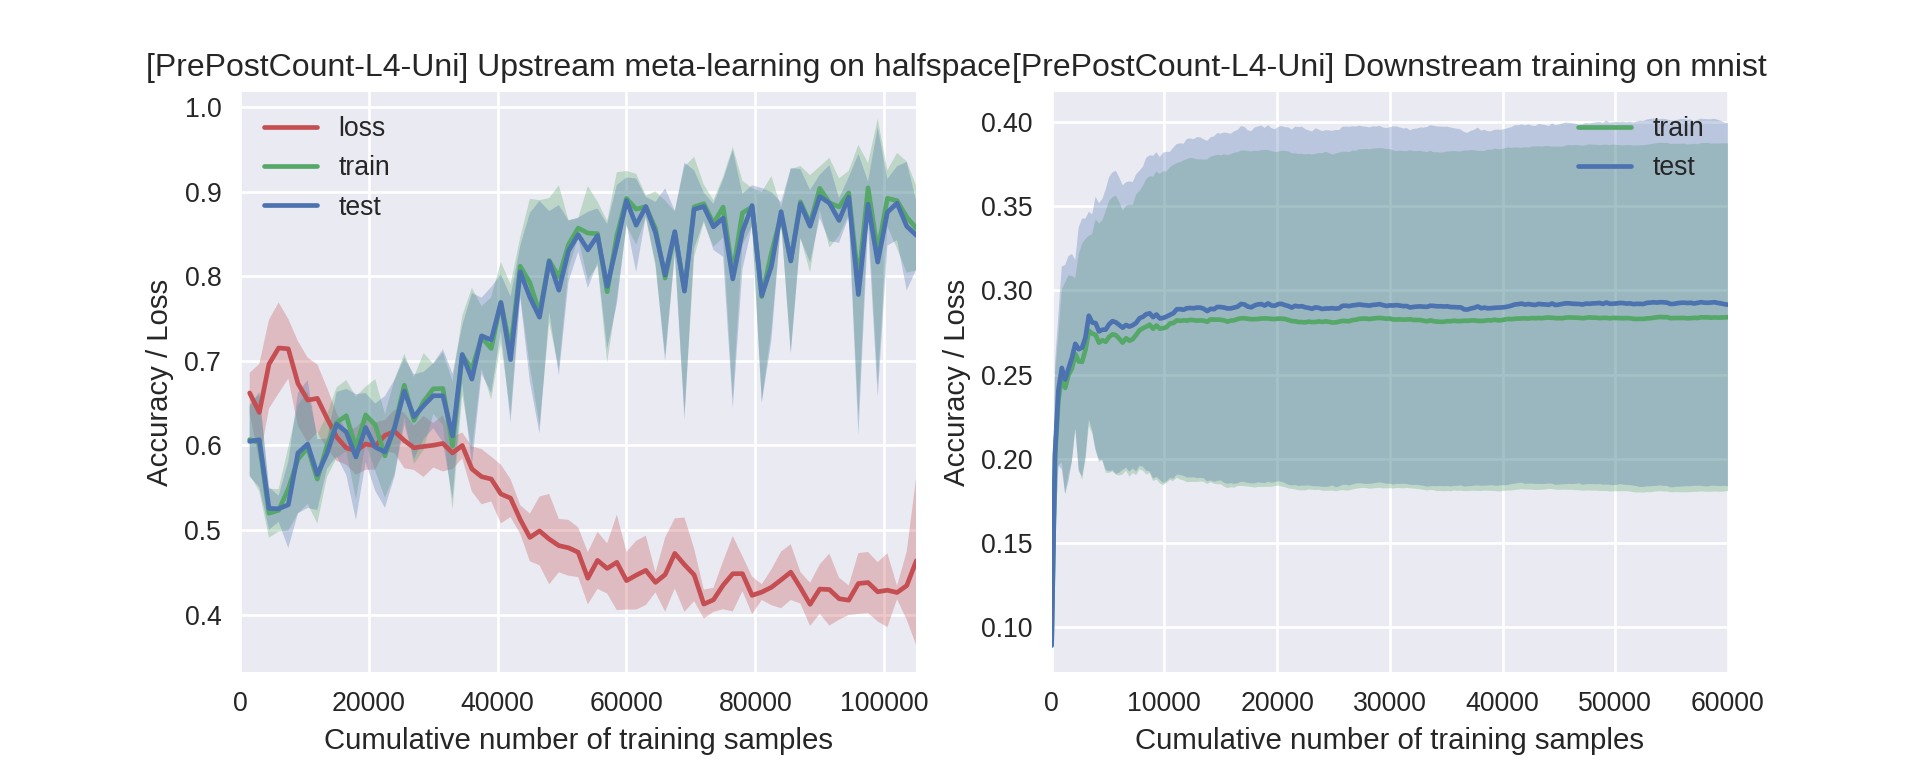 [PrePostCount-L4-Uni] Upstream meta-learning on halfspace
1.0
0.9
0.8
0.7
0.6
0.5
0.4
Accuracy / Loss
loss
train
test
0 20000 40000 60000 80000 100000
Cumulative number of training samples
[PrePostCount-L4-Uni] Downstream training on mnist
0.40
0.35
0.30
0.25
0.20
0.15
0.10
Accuracy / Loss
train
test
0 10000 20000 30000 40000 50000 60000
Cumulative number of training samples